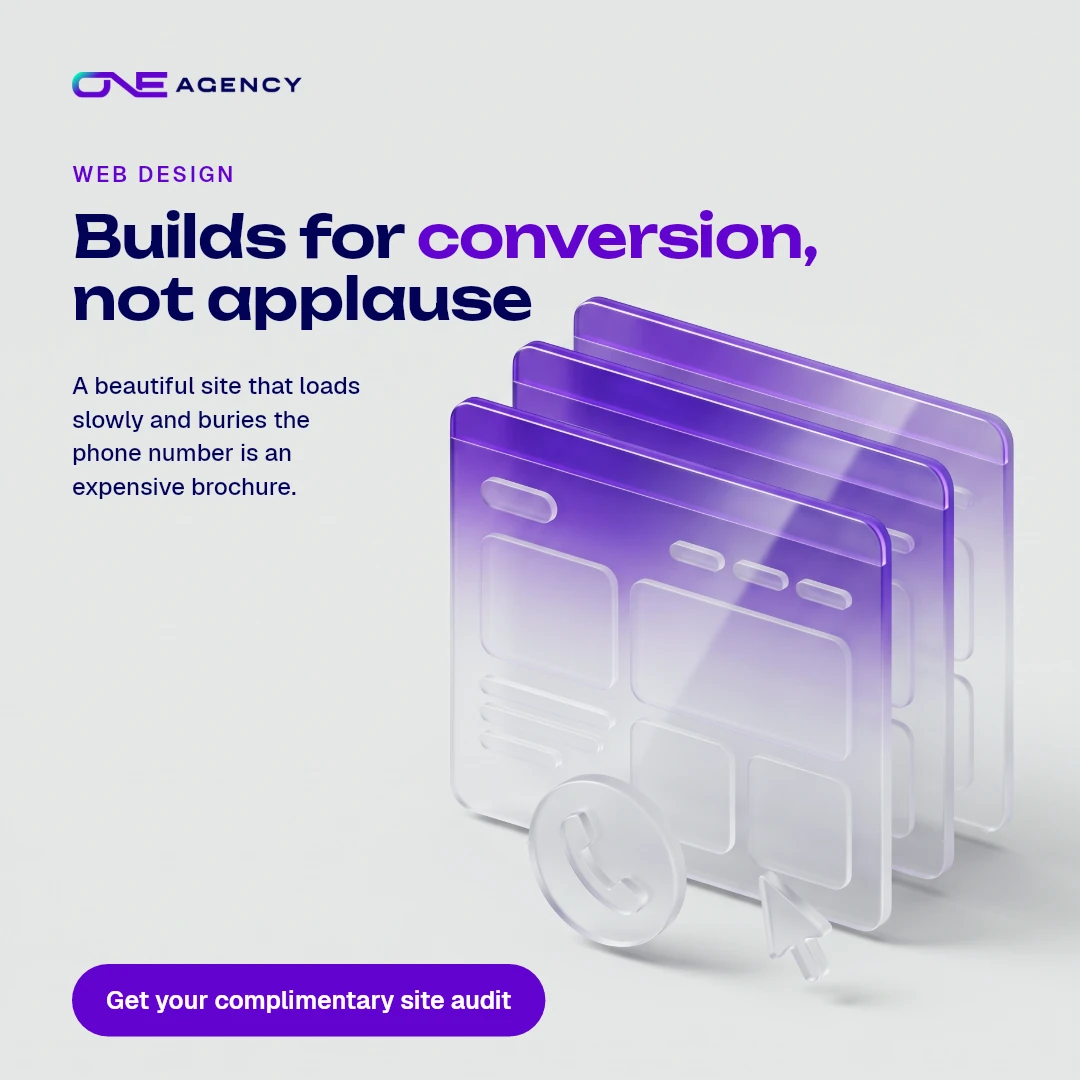 ONE AGENCY
WEB DESIGN
Builds for conversion,
not applause
A beautiful site that loads
slowly and buries the
phone number is an
expensive brochure.
Get your complimentary site audit